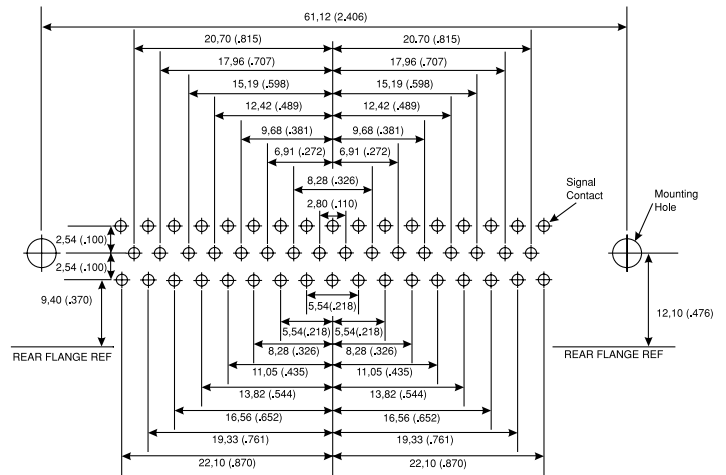 61,12 (2.406)
20,70 (.815) 20.70 (.815)
17,96 (.707) 17,96 (.707)
15,19 (.598) 15.19 (.598)
12,42 (.489) 12,42 (.489)
9,68 (.381) 9,68 (.381)
6,91 (.272) 6,91 (.272)
8,28 (.326)
2,80 (.110)
Signal
Contact
Mounting
Hole
2,54 (.100)
2,54 (.100)
9,40 (.370)
12,10 (.476)
5,54 (.218)
5,54(.218) 5,54(.218)
REAR FLANGE REF
REAR FLANGE REF
8,28 (.326) 8,28 (.326)
11,05 (.435) 11,05 (.435)
13,82 (.544) 13,82 (.544)
16,56 (.652) 16,56 (.652)
19,33 (.761) 19,33 (.761)
22,10 (.870) 22,10 (.870)